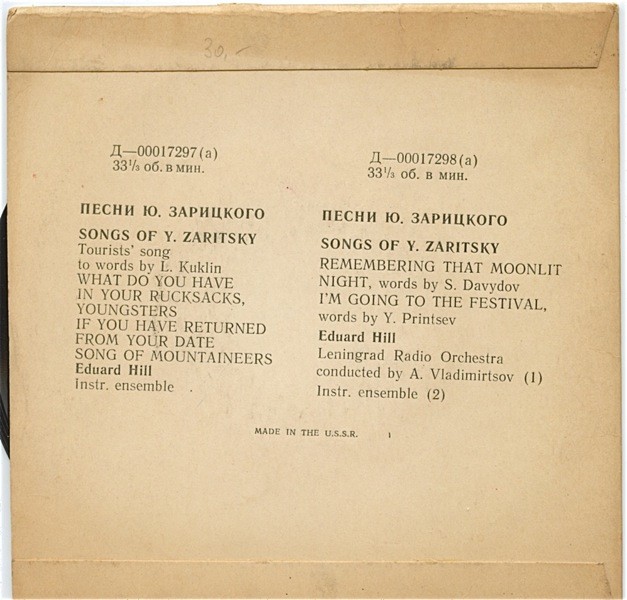 30,-
Д—00017297(а)
33⅓ об. в мин.
ПЕСНИ Ю. ЗАРИЦКОГО
SONGS OF Y. ZARITSKY
Tourists' song
to words by L. Kuklin
WHAT DO YOU HAVE
IN YOUR RUCKSACKS,
YOUNGSTERS
IF YOU HAVE RETURNED
FROM YOUR DATE
SONG OF MOUNTAINEERS
Eduard Hill
Instr. ensemble
Д—00017298(а)
33⅓ об. в мин.
ПЕСНИ Ю. ЗАРИЦКОГО
SONGS OF Y. ZARITSKY
REMEMBERING THAT MOONLIT
NIGHT, words by S. Davydov
I'M GOING TO THE FESTIVAL,
words by Y. Printsev
Eduard Hill
Leningrad Radio Orchestra
conducted by A. Vladimirtsov (1)
Instr. ensemble (2)
MADE IN THE U.S.S.R. 1